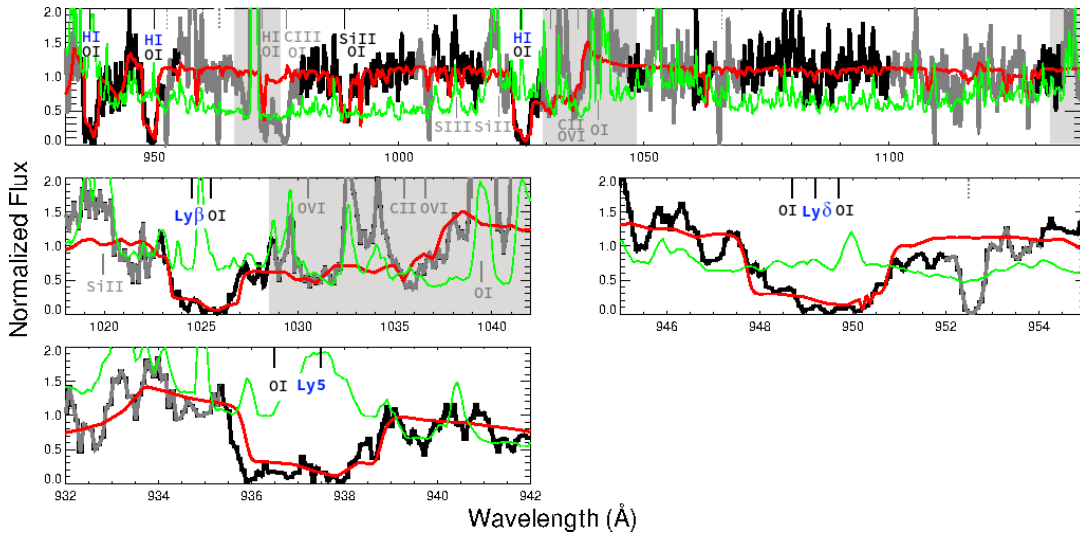 2.0
1.5
1.0
0.5
0.0
HI HI HI CIII SiII HI
OI OI OI OI OI OI
SIII SiII CII OI
OVI
950 1000 1050 1100
2.0 2.0
1.5 1.5
1.0 1.0
0.5 0.5
0.0 0.0
Lyβ OI OVI CII OVI
SiII OI
OI Lyδ OI
1020 1025 1030 1035 1040
946 948 950 952 954
2.0
1.5
1.0
0.5
0.0
OI Ly5
932 934 936 938 940 942
Normalized Flux
Wavelength (Å)